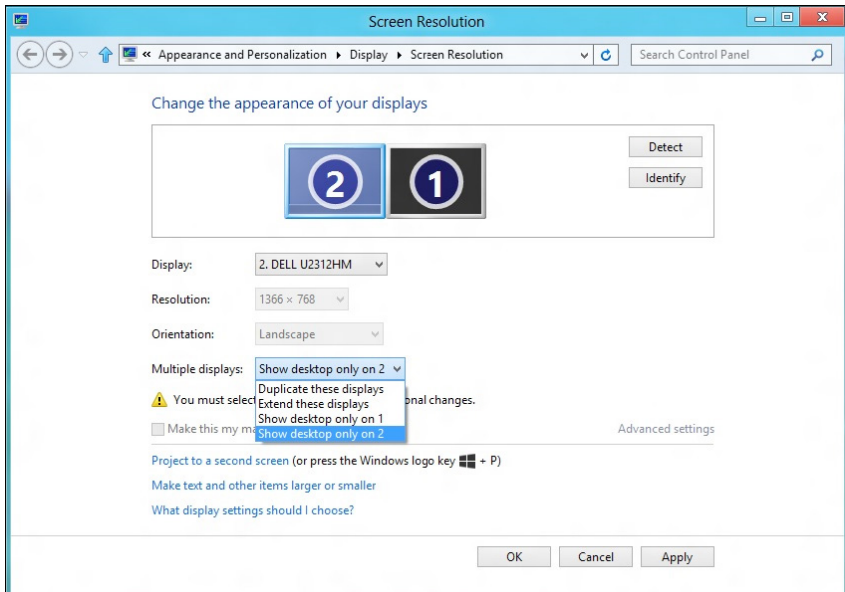 Screen Resolution
« Appearance and Personalization ▸ Display ▸ Screen Resolution
Search Control Panel
Change the appearance of your displays
2
1
Detect
Identify
Display:
2. DELL U2312HM
Resolution:
1366 × 768
Orientation:
Landscape
Multiple displays:
Show desktop only on 2
Duplicate these displays
Extend these displays
Show desktop only on 1
Show desktop only on 2
You must
changes.
Make this my
Advanced settings
Project to a second screen (or press the Windows logo key + P)
Make text and other items larger or smaller
What display settings should I choose?
OK
Cancel
Apply